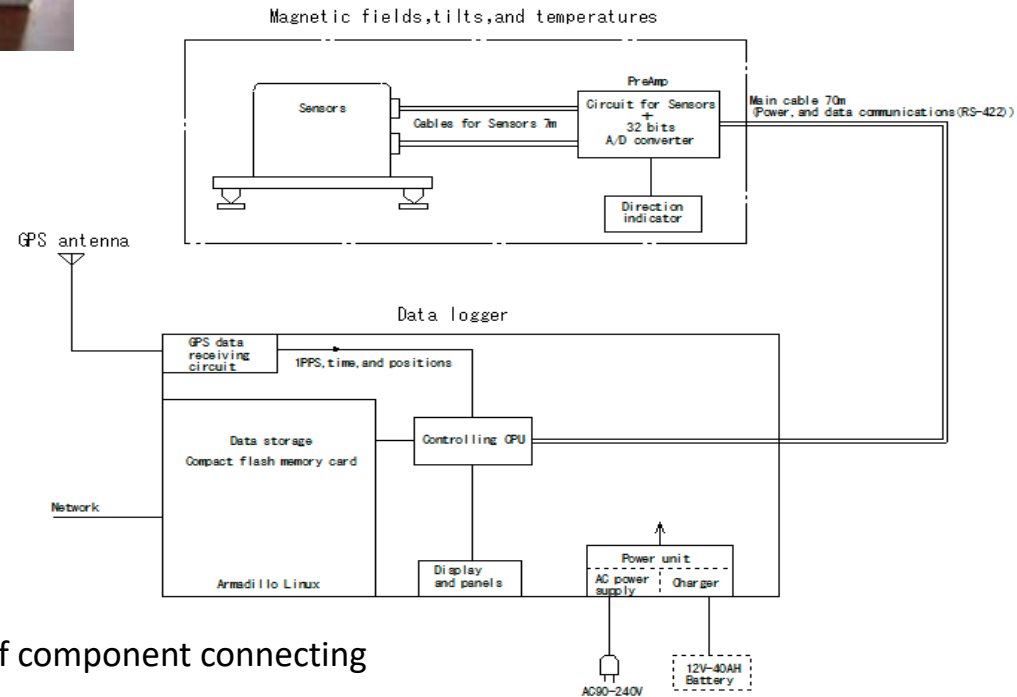 Magnetic fields,tilts,and temperatures
PreAmp
Sensors
Circuit for Sensors
+
32 bits
A/D converter
Cables for Sensors 7m
Main cable 70m
(Power,and data communications(RS-422))
Direction
indicator
GPS antenna
Data logger
GPS data
receiving
circuit
1PPS,time,and positions
Data storage
Compact flash memory card
Controlling CPU
Network
Armadillo Linux
Display
and panels
Power unit
AC power
supply
Charger
f component connecting
AC90-240V
12V-40AH
Battery